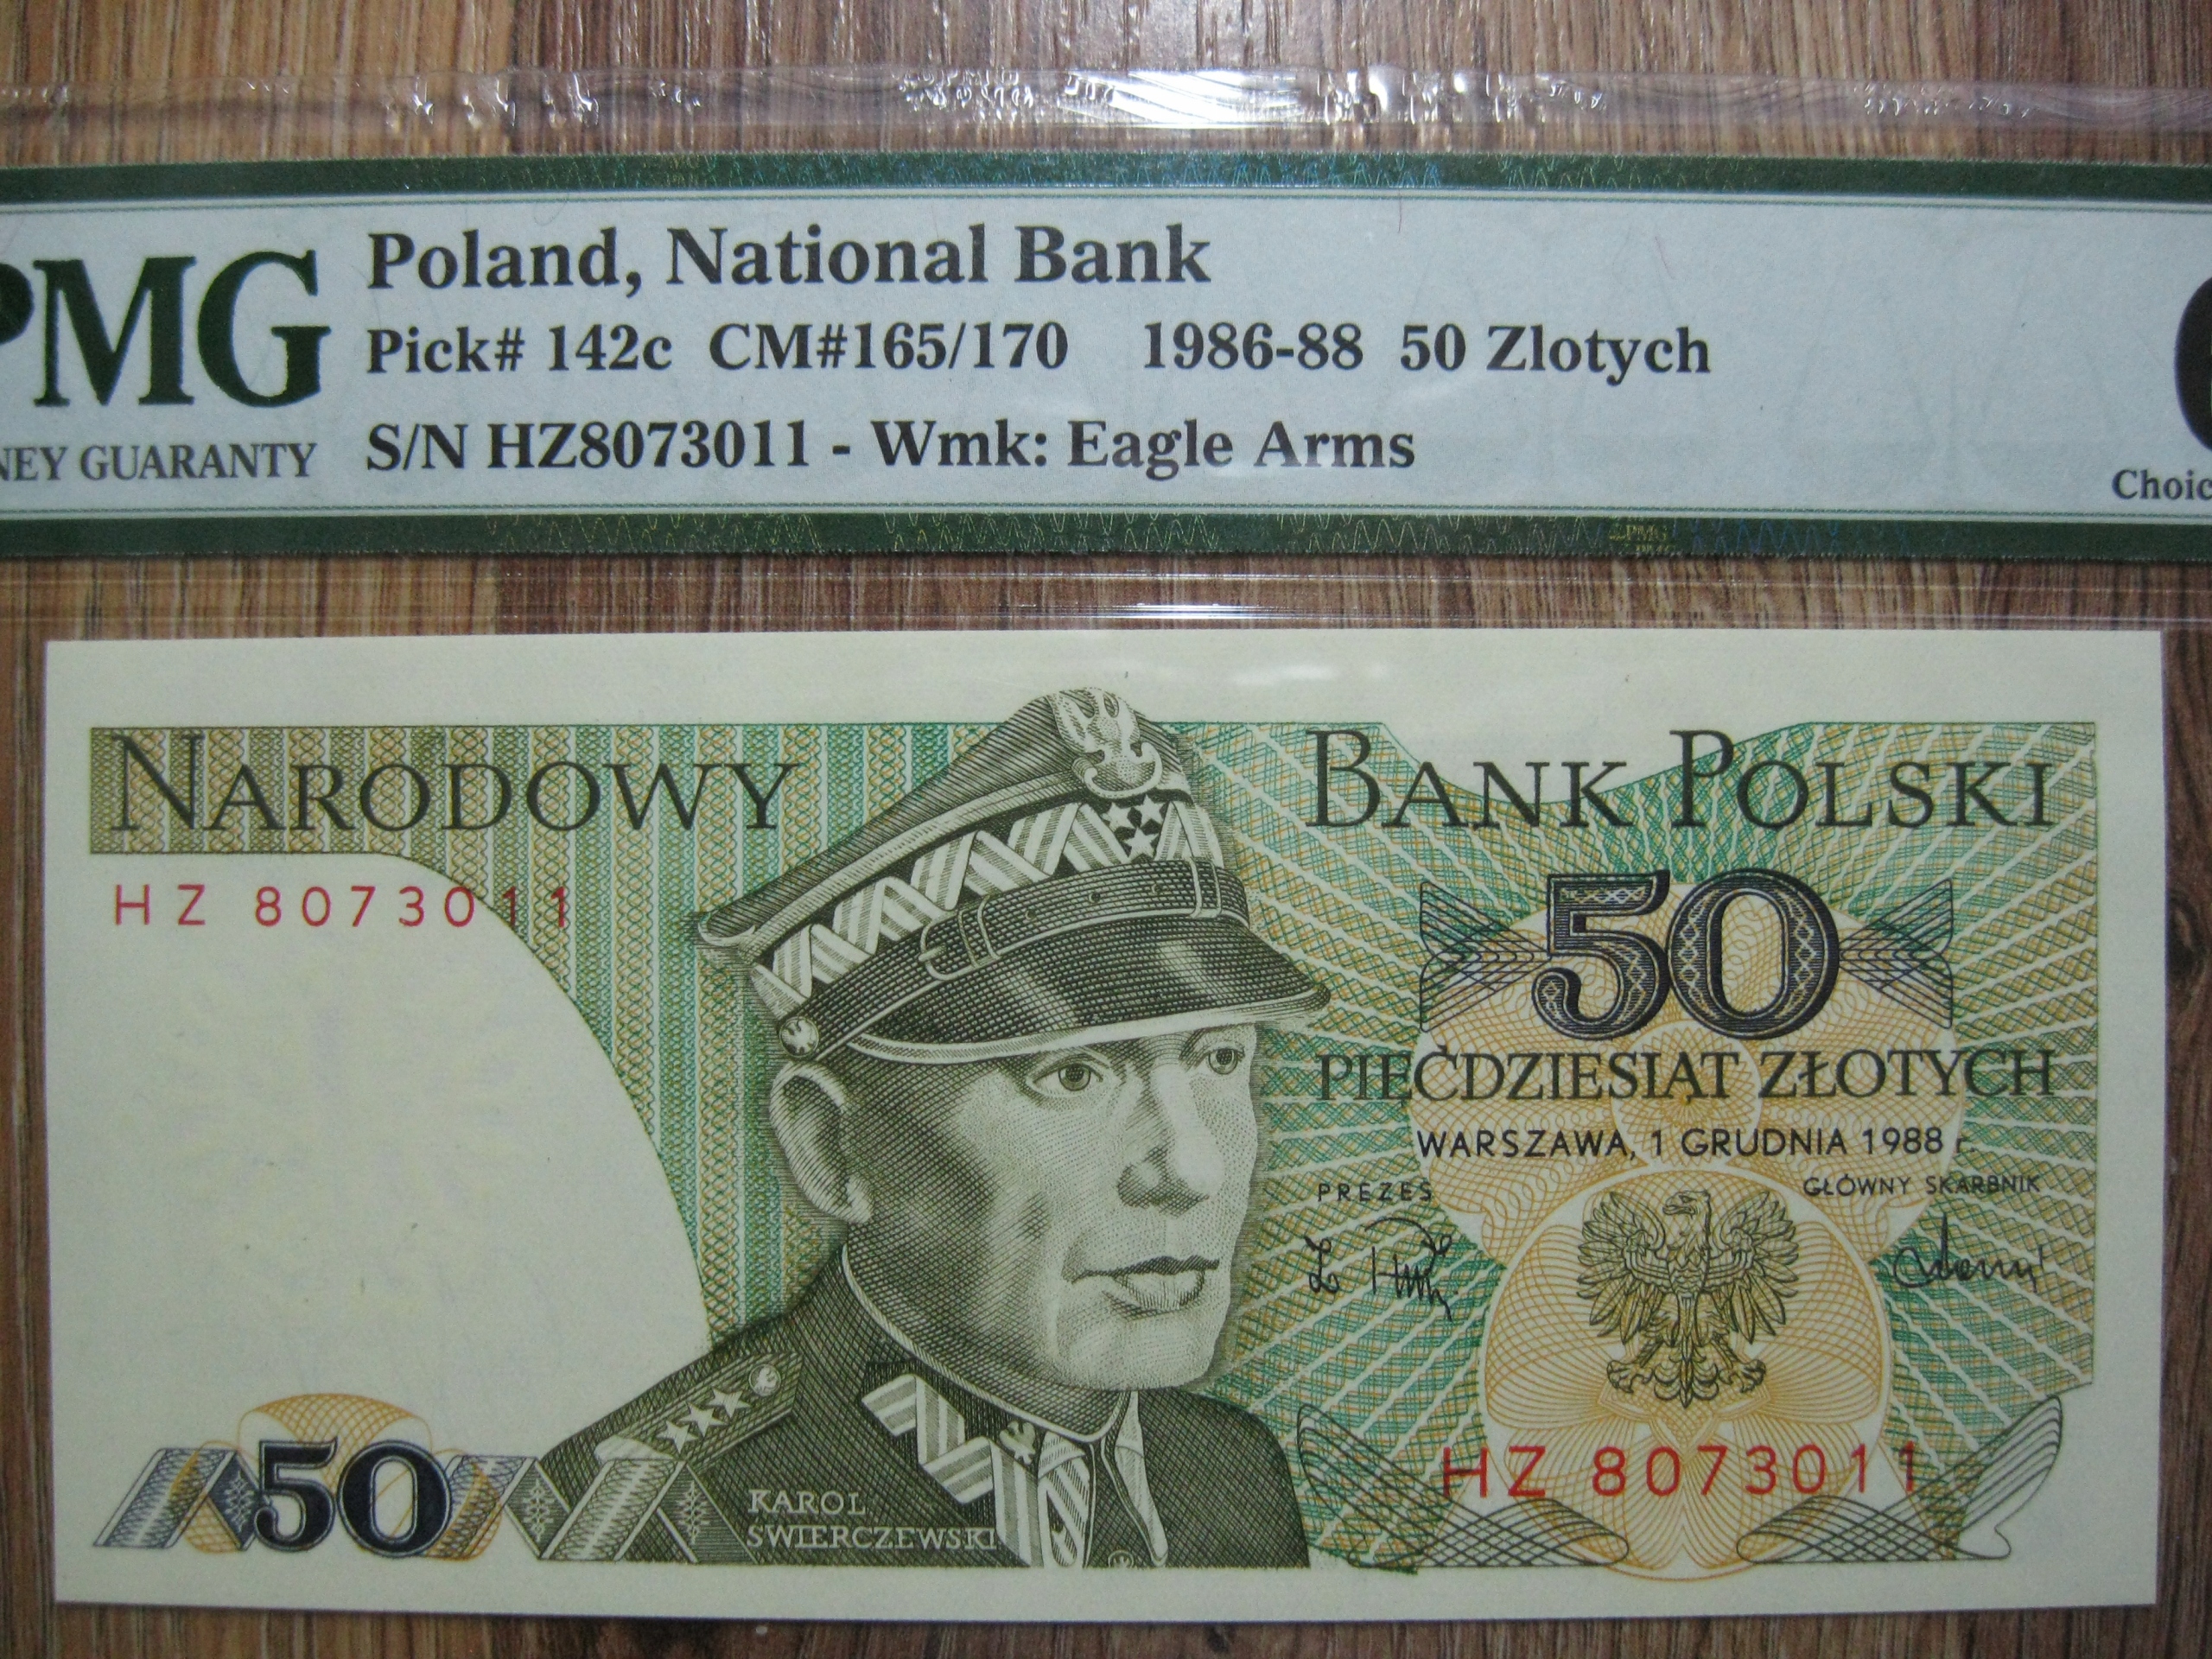 PMG
Poland, National Bank
Pick# 142c CM#165/170 1986-88 50 Zlotych
NEY GUARANTY
S/N HZ8073011 - Wmk: Eagle Arms
Choic
NARODOWY BANK POLSKI
HZ 8073011
50
PIĘĆDZIESIĄT ZŁOTYCH
WARSZAWA, 1 GRUDNIA 1988 r.
PREZES GŁÓWNY SKARBNIK
HZ 8073011
50
KAROL
ŚWIERCZEWSKI